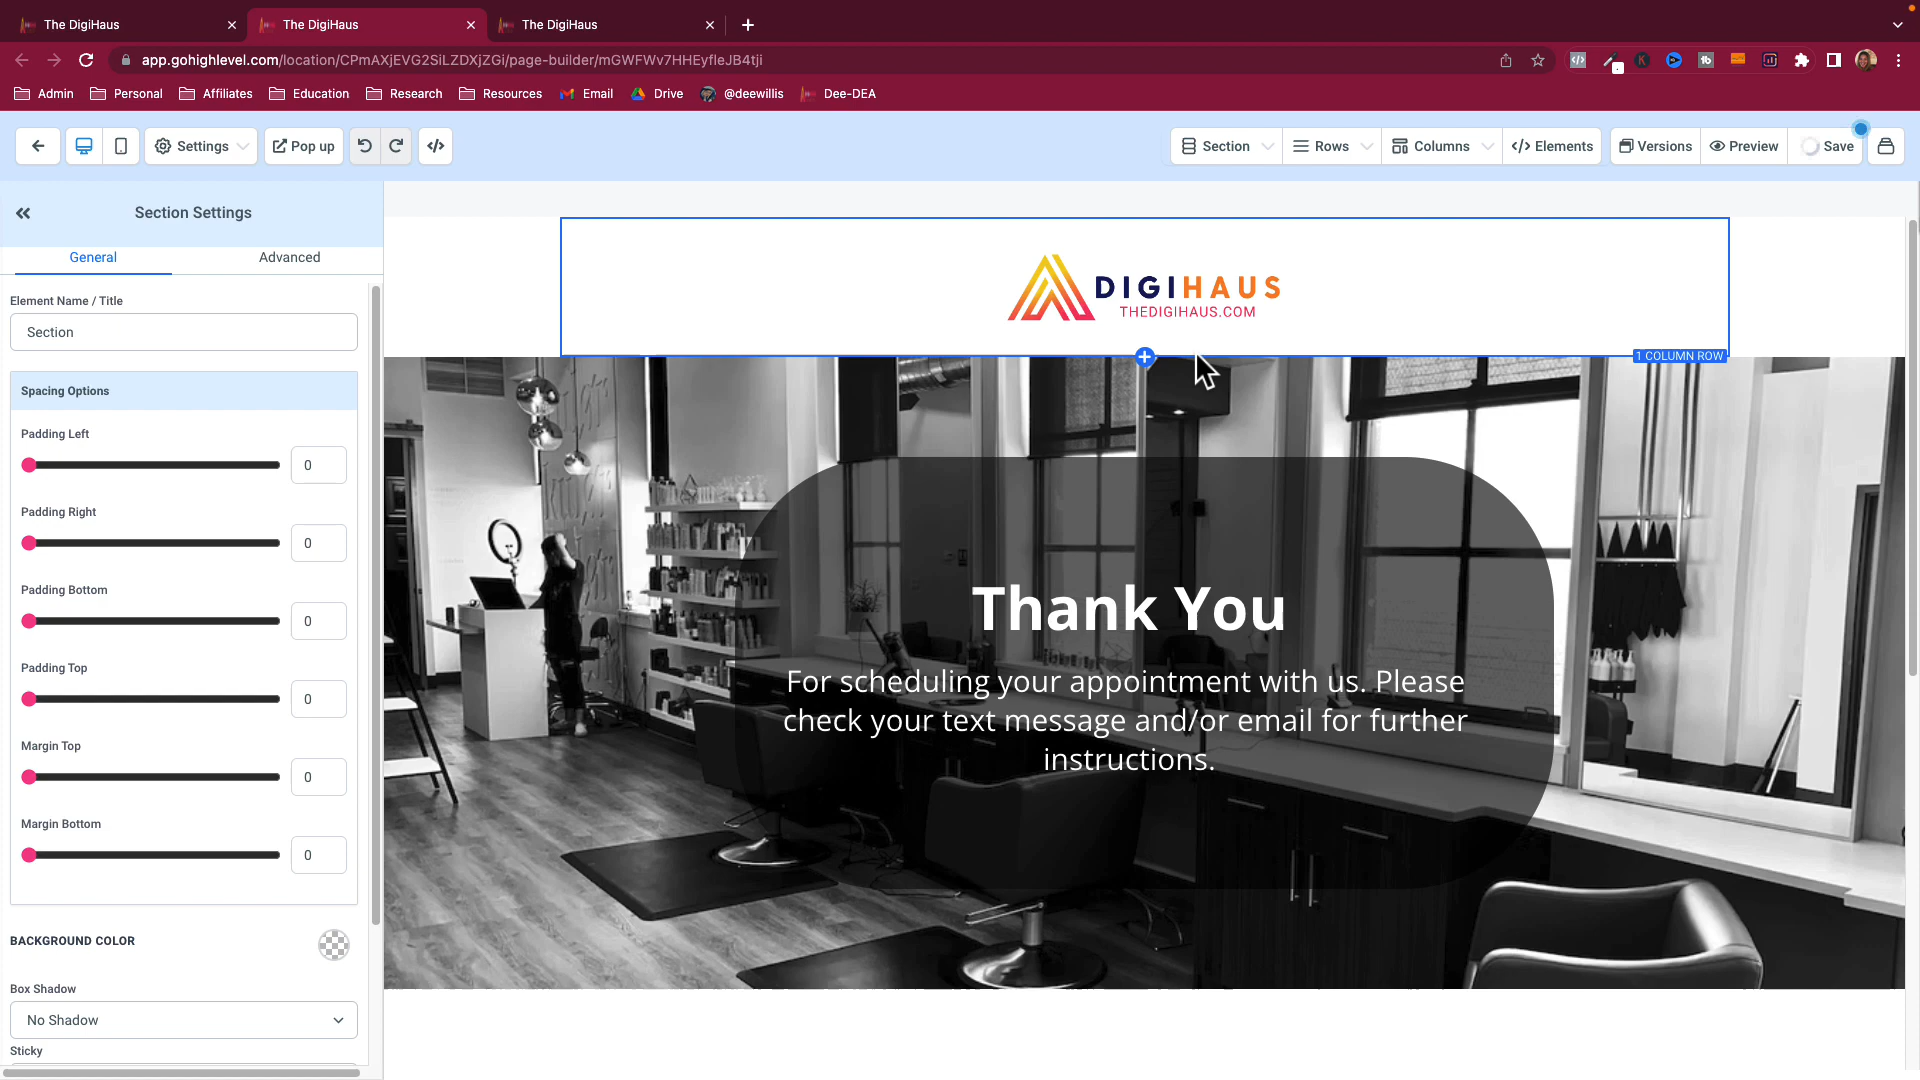 The DigiHaus
The DigiHaus
The DigiHaus
app.gohighlevel.com/location/CPmAXjEVG2SiLZDXjZGi/page-builder/mGWFWv7HHEyfleJB4tji
Admin
Personal
Affiliates
Education
Research
Resources
Email
Drive
@deewillis
Dee-DEA
Settings
Pop up
Section
Rows
Columns
</> Elements
Versions
Preview
Save
Section Settings
General
Advanced
Element Name / Title
Section
Spacing Options
Padding Left
0
Padding Right
0
Padding Bottom
0
Padding Top
0
Margin Top
0
Margin Bottom
0
BACKGROUND COLOR
Box Shadow
No Shadow
Sticky
DIGIHAUS
THEDIGIHAUS.COM
1 COLUMN ROW
Thank You
For scheduling your appointment with us. Please
check your text message and/or email for further
instructions.